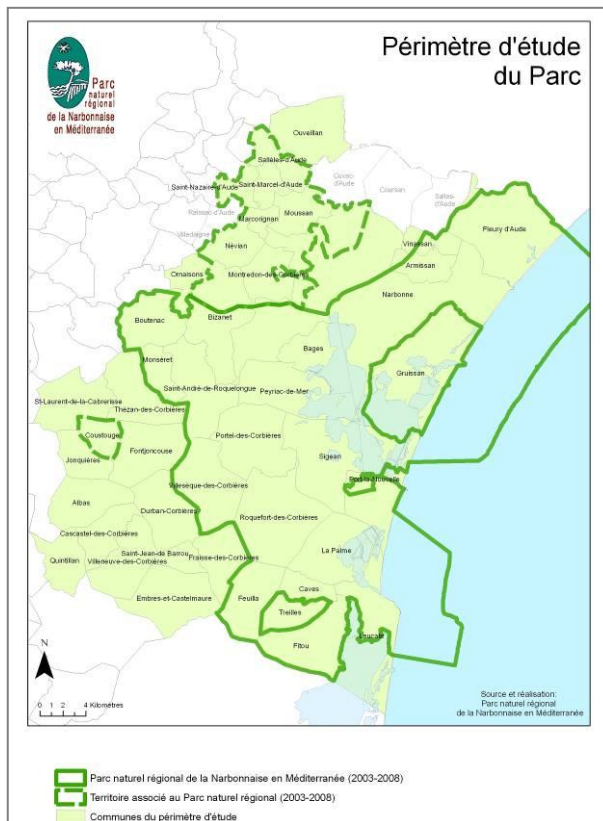 Périmètre d'étude
du Parc
Parc
naturel
régional
de la Narbonnaise
en Méditerranée
Ouveillan
Sallèles-d'Aude
Cuxac-
d'Aude
Coursan
Salles-
d'Aude
Saint-Nazaire-d'Aude
Saint-Marcel-d'Aude
Raissac-d'Aude
Marcorignan
Moussan
Villedaigne
Fleury d'Aude
Névian
Vinassan
Armissan
Ornaisons
Montredon-des-Corbières
Narbonne
Boutenac
Bizanet
Bages
Monséret
Gruissan
Saint-André-de-Roquelongue
Peyriac-de-Mer
St-Laurent-de-la-Cabrerisse
Thézan-des-Corbières
Coustouge
Portel-des-Corbières
Fontjoncouse
Sigean
Jonquières
Villesèque-des-Corbières
Port-la-Nouvelle
Albas
Durban-Corbières
Roquefort-des-Corbières
Cascastel-des-Corbières
Saint-Jean de Barrou
Fraisse-des-Corbières
La Palme
Quintillan
Villeneuve-des-Corbières
Embres-et-Castelmaure
Feuilla
Caves
Treilles
Fitou
Leucate
N
0 1 2 4 Kilomètres
Source et réalisation:
Parc naturel régional
de la Narbonnaise en Méditerranée
Parc naturel régional de la Narbonnaise en Méditerranée (2003-2008)
Territoire associé au Parc naturel régional (2003-2008)
Communes du périmètre d'étude